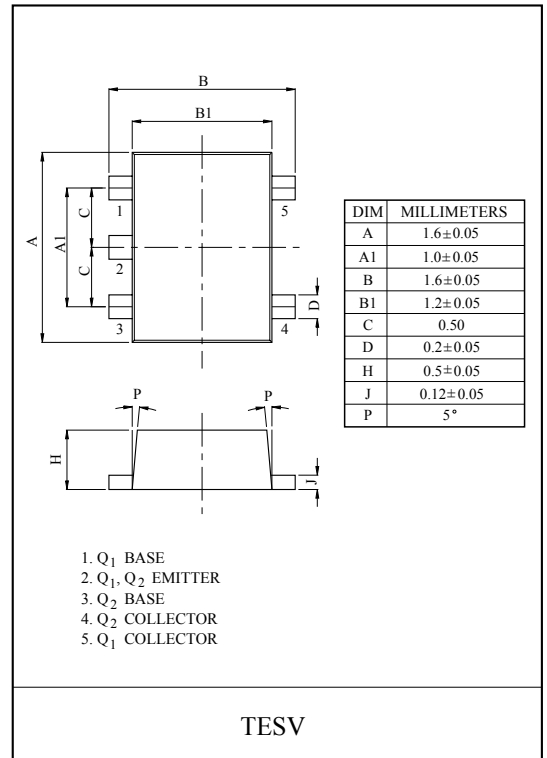 B
B1
1 5
A A1 C
2
C
3 4 D
DIM MILLIMETERS
A 1.6±0.05
A1 1.0±0.05
B 1.6±0.05
B1 1.2±0.05
C 0.50
D 0.2±0.05
H 0.5±0.05
J 0.12±0.05
P 5°
P P
H J
1. Q1 BASE
2. Q1, Q2 EMITTER
3. Q2 BASE
4. Q2 COLLECTOR
5. Q1 COLLECTOR
TESV